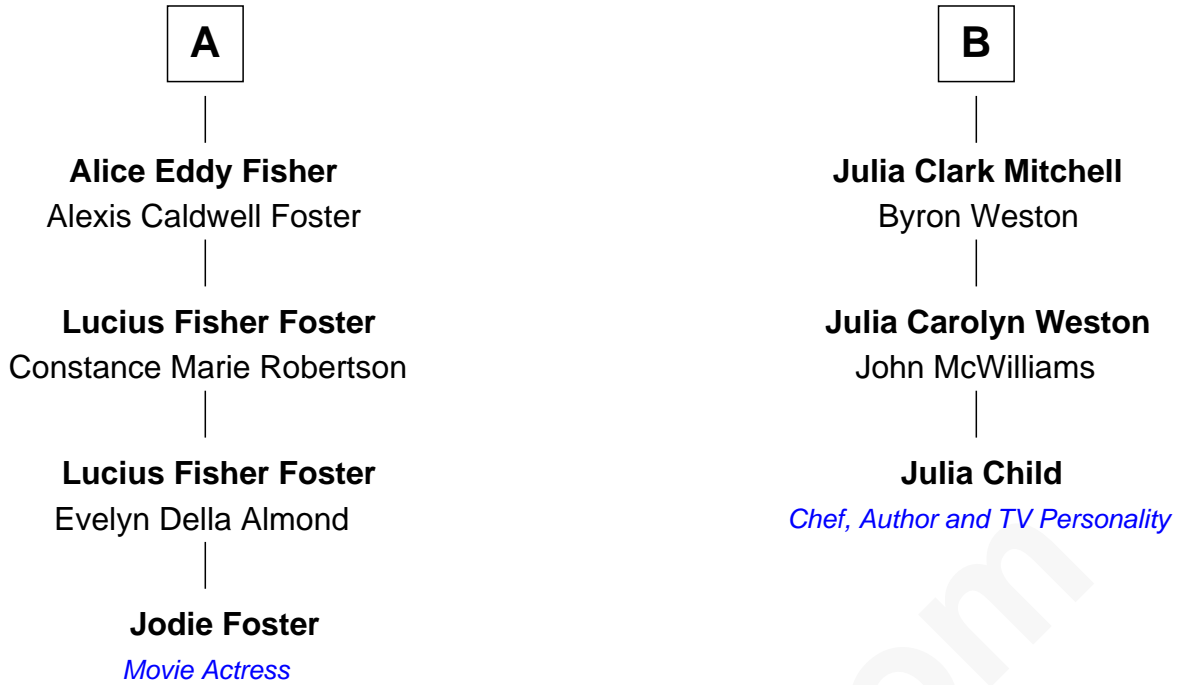 A
Alice Eddy Fisher
Alexis Caldwell Foster
Lucius Fisher Foster
Constance Marie Robertson
Lucius Fisher Foster
Evelyn Della Almond
Jodie Foster
Movie Actress
B
Julia Clark Mitchell
Byron Weston
Julia Carolyn Weston
John McWilliams
Julia Child
Chef, Author and TV Personality
om